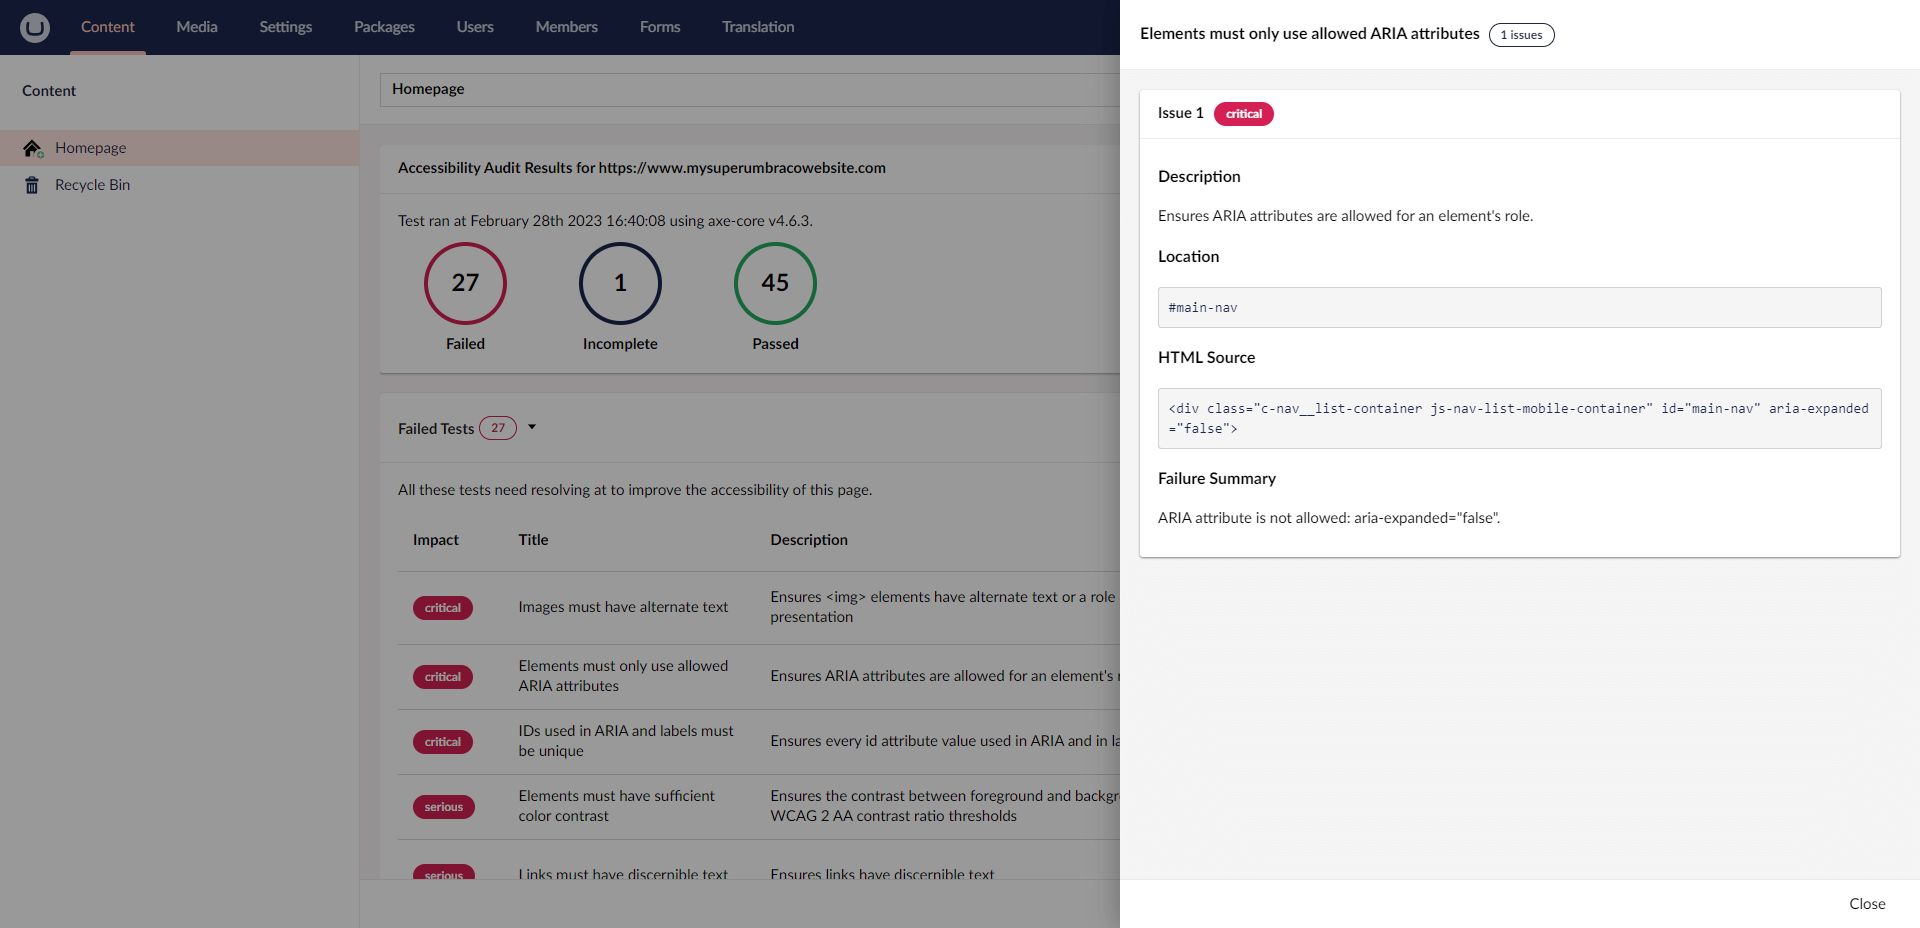 Content Media Settings Packages Users Members Forms Translation
Content
Homepage
Recycle Bin
Homepage
Accessibility Audit Results for https://www.mysuperumbracowebsite.com
Test ran at February 28th 2023 16:40:08 using axe-core v4.6.3.
27 1 45
Failed Incomplete Passed
Failed Tests 27
All these tests need resolving at to improve the accessibility of this page.
Impact Title Description
critical Images must have alternate text Ensures <img> elements have alternate text or a role
presentation
critical Elements must only use allowed
ARIA attributes
Ensures ARIA attributes are allowed for an element's
critical IDs used in ARIA and labels must
be unique
Ensures every id attribute value used in ARIA and in
serious Elements must have sufficient
color contrast
Ensures the contrast between foreground and
WCAG 2 AA contrast ratio thresholds
serious Links must have discernible text Ensures links have discernible text
Elements must only use allowed ARIA attributes 1 issues
Issue 1 critical
Description
Ensures ARIA attributes are allowed for an element's role.
Location
#main-nav
HTML Source
<div class="c-nav__list-container js-nav-list-mobile-container" id="main-nav" aria-expanded
="false">
Failure Summary
ARIA attribute is not allowed: aria-expanded="false".
Close